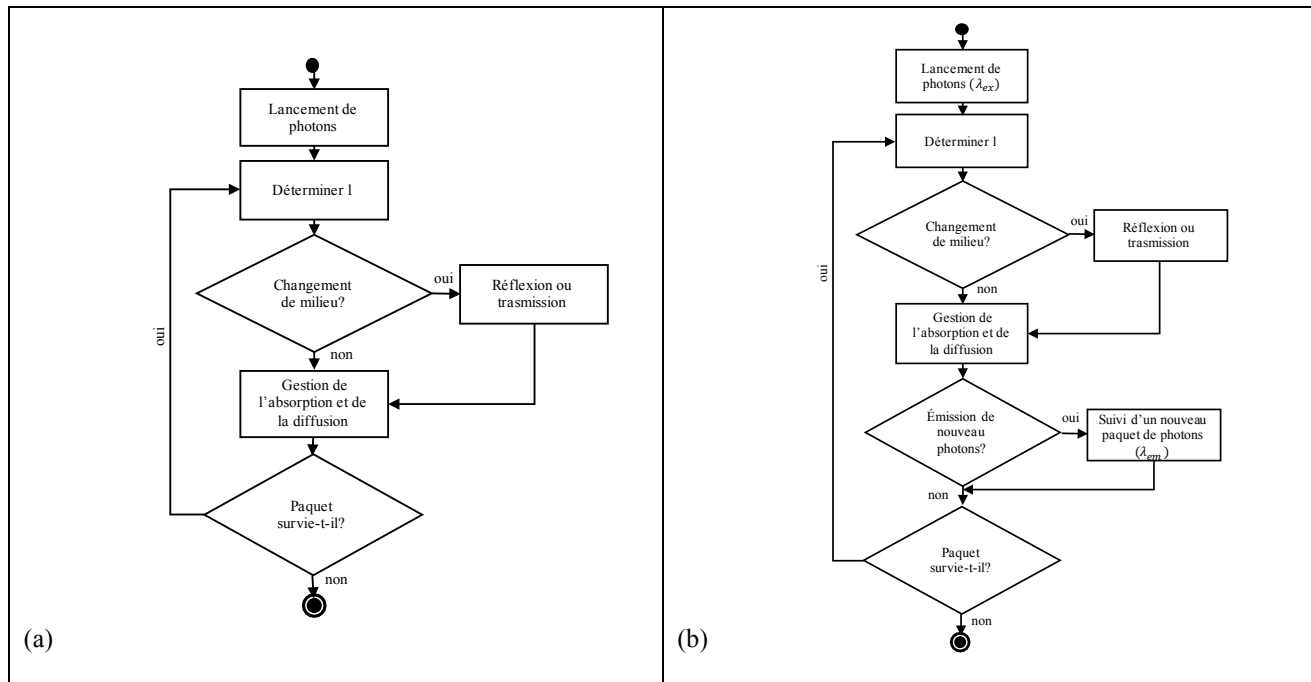 Lancement de
photons
Déterminer l
Changement
de milieu?
oui
Réflexion ou
trasmission
non
Gestion de
l’absorption et de
la diffusion
oui
Paquet
survie-t-il?
non
(a)
Lancement de
photons (λex)
Déterminer l
Changement
de milieu?
oui
Réflexion ou
trasmission
non
Gestion de
l’absorption et de
la diffusion
oui
Émission de
nouveau
photons?
oui
Suivi d’un nouveau
paquet de photons
(λem)
non
Paquet
survie-t-il?
non
(b)